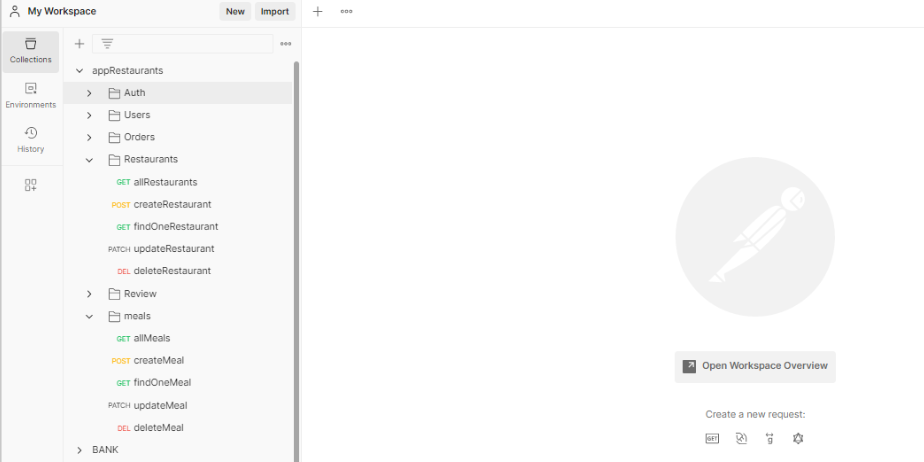 My Workspace
New
Import
Collections
Environments
History
appRestaurants
Auth
Users
Orders
Restaurants
GET allRestaurants
POST createRestaurant
GET findOneRestaurant
PATCH updateRestaurant
DEL deleteRestaurant
Review
meals
GET allMeals
POST createMeal
GET findOneMeal
PATCH updateMeal
DEL deleteMeal
BANK
Open Workspace Overview
Create a new request:
GET